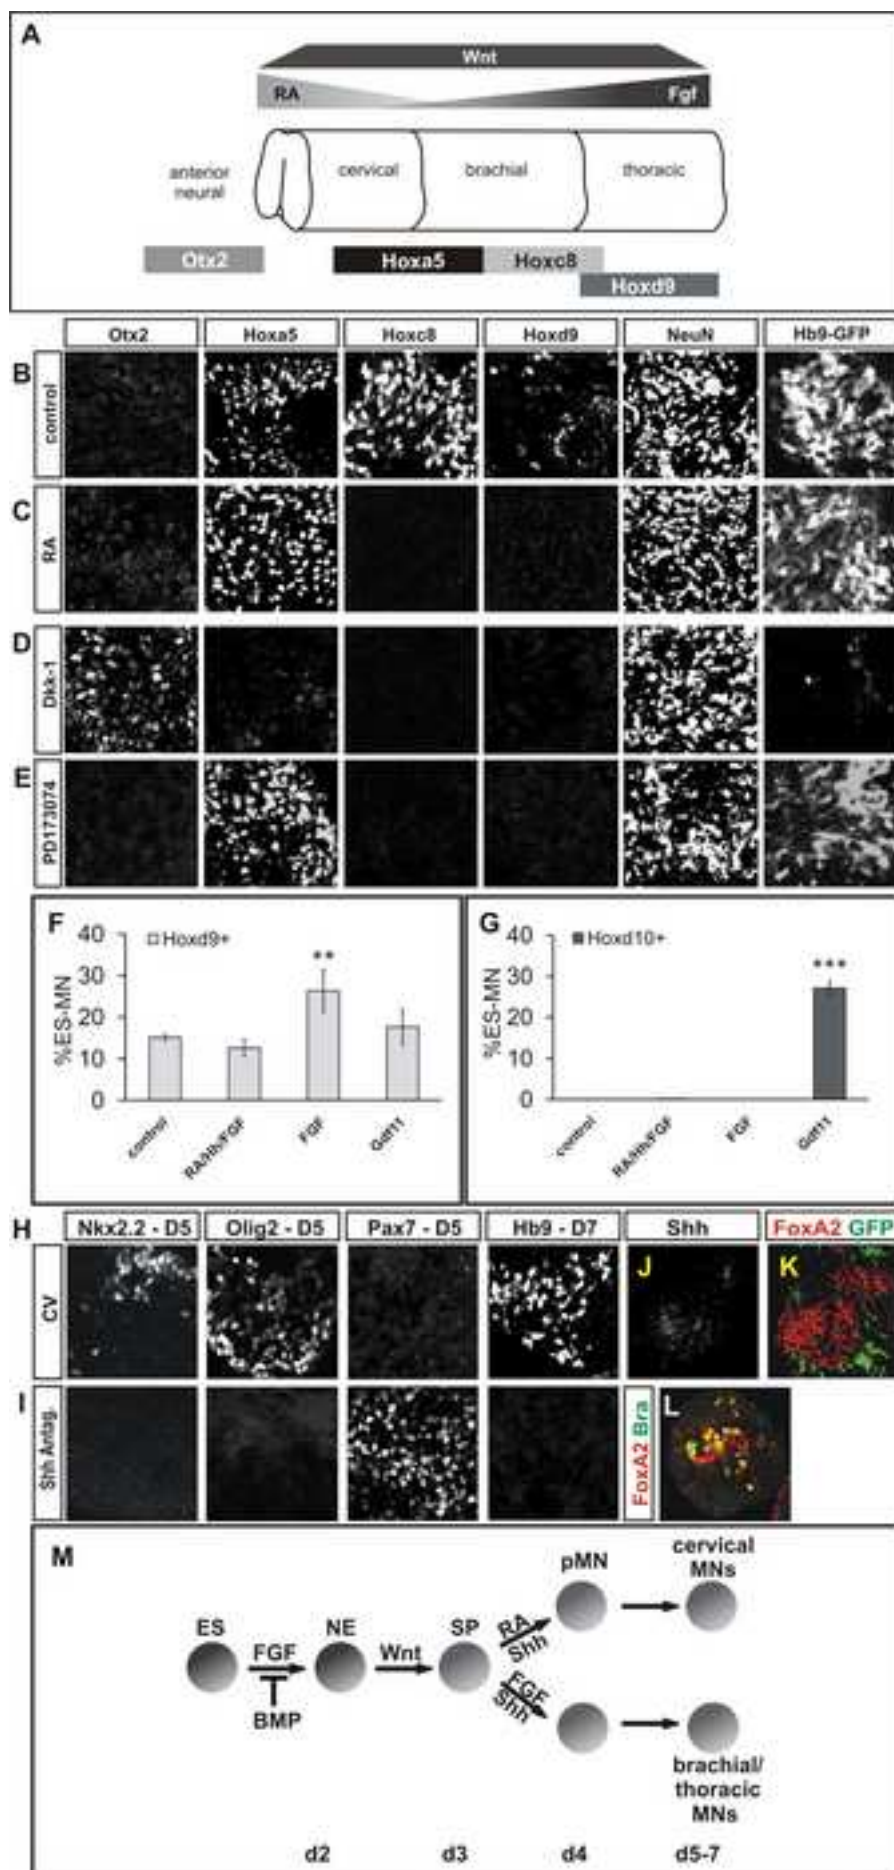 A
Wnt
RA
Fgf
anterior
neural
cervical
brachial
thoracic
Otx2
Hoxa5
Hoxc8
Hoxd9
Otx2 Hoxa5 Hoxc8 Hoxd9 NeuN Hb9-GFP
B
control
C
RA
D
Dkk-1
E
PD173074
F
Hoxd9+
%ES-MN
40
30
20
10
0
**
control
RA/Hh/FGF
FGF
Gdf11
G
Hoxd10+
%ES-MN
40
30
20
10
0
***
control
RA/Hh/FGF
FGF
Gdf11
H
Nkx2.2 - D5 Olig2 - D5 Pax7 - D5 Hb9 - D7 Shh FoxA2 GFP
CV
J
K
I
Shh Antag.
FoxA2 Bra
L
M
ES
FGF
BMP
NE
Wnt
SP
RA
Shh
FGF
Shh
pMN
cervical
MNs
brachial/
thoracic
MNs
d2 d3 d4 d5-7